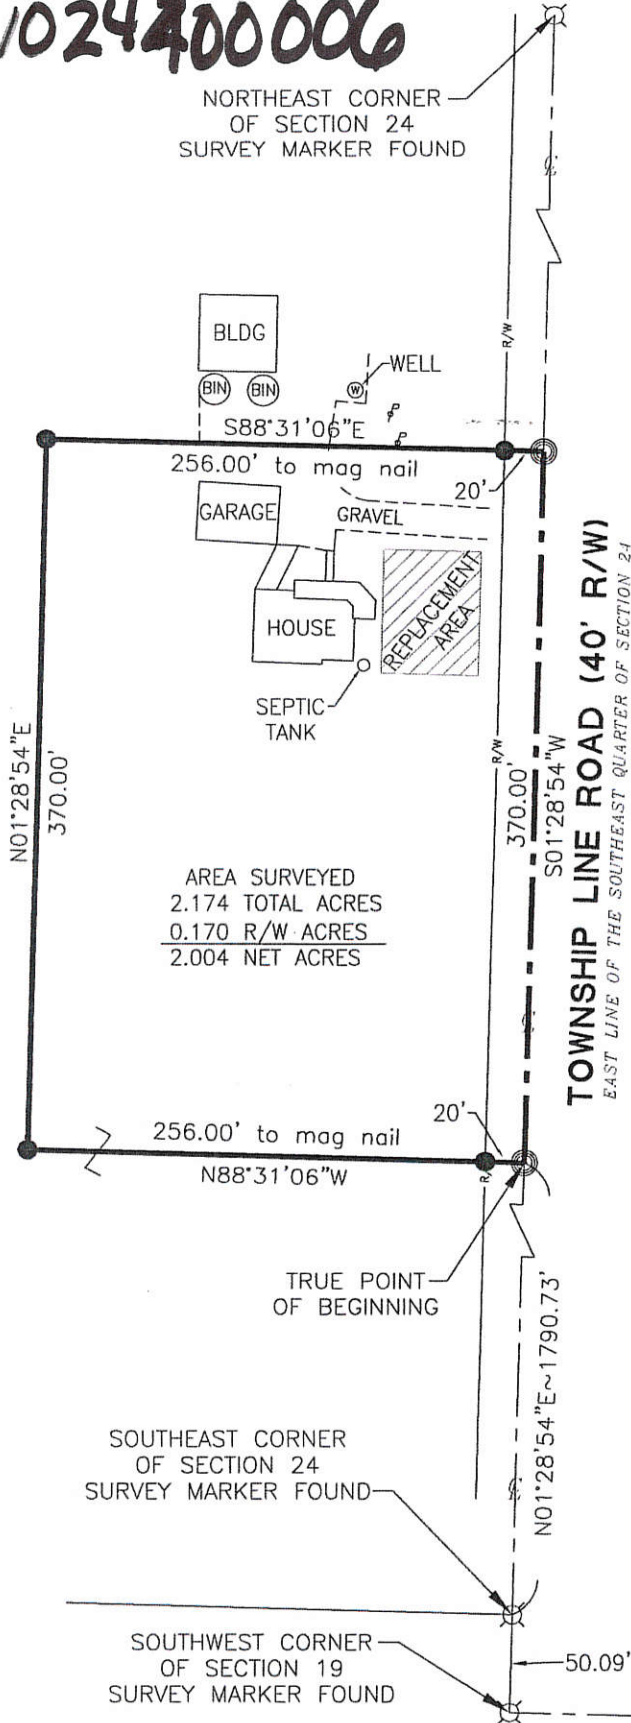 1024400006
NORTHEAST CORNER
OF SECTION 24
SURVEY MARKER FOUND
BLDG
BIN
BIN
W
WELL
R/W
S88°31'06"E
256.00' to mag nail
20'
GARAGE
GRAVEL
HOUSE
REPLACEMENT
AREA
SEPTIC
TANK
N01°28'54"E
370.00'
R/W
370.00'
S01°28'54"W
TOWNSHIP LINE ROAD (40' R/W)
EAST LINE OF THE SOUTHEAST QUARTER OF SECTION 24
AREA SURVEYED
2.174 TOTAL ACRES
0.170 R/W ACRES
2.004 NET ACRES
256.00' to mag nail
20'
N88°31'06"W
TRUE POINT
OF BEGINNING
N01°28'54"E~1790.73'
SOUTHEAST CORNER
OF SECTION 24
SURVEY MARKER FOUND
SOUTHWEST CORNER
OF SECTION 19
SURVEY MARKER FOUND
50.09'